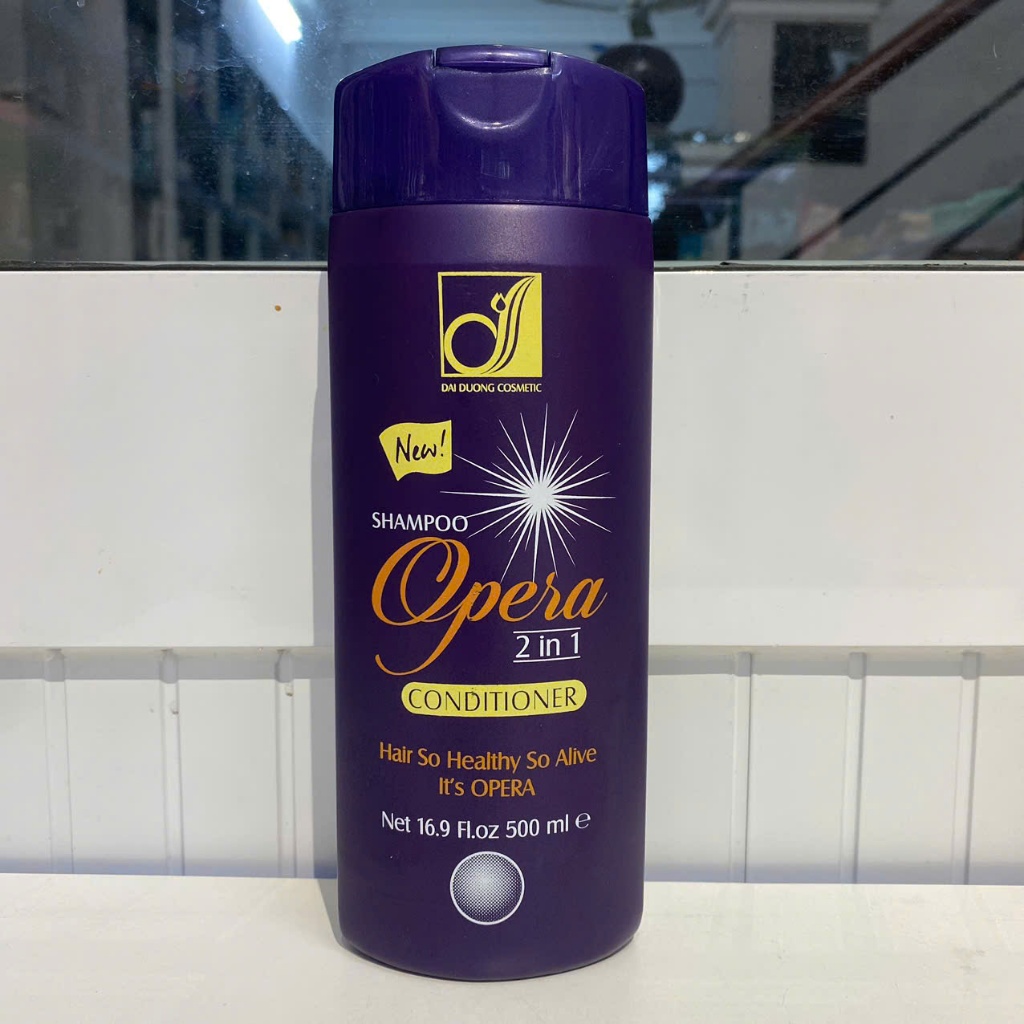 DAI DUONG COSMETIC
New!
SHAMPOO
Opera
2 in 1
CONDITIONER
Hair So Healthy So Alive
It's OPERA
Net 16.9 Fl.oz 500 ml ℮